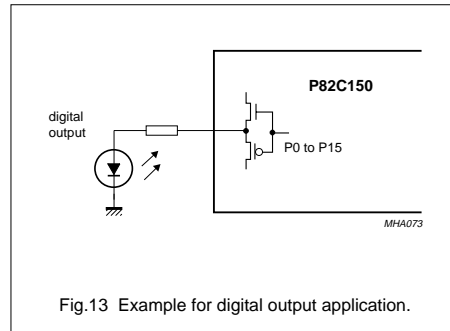 P82C150
digital
output
P0 to P15
MHA073
Fig.13 Example for digital output application.